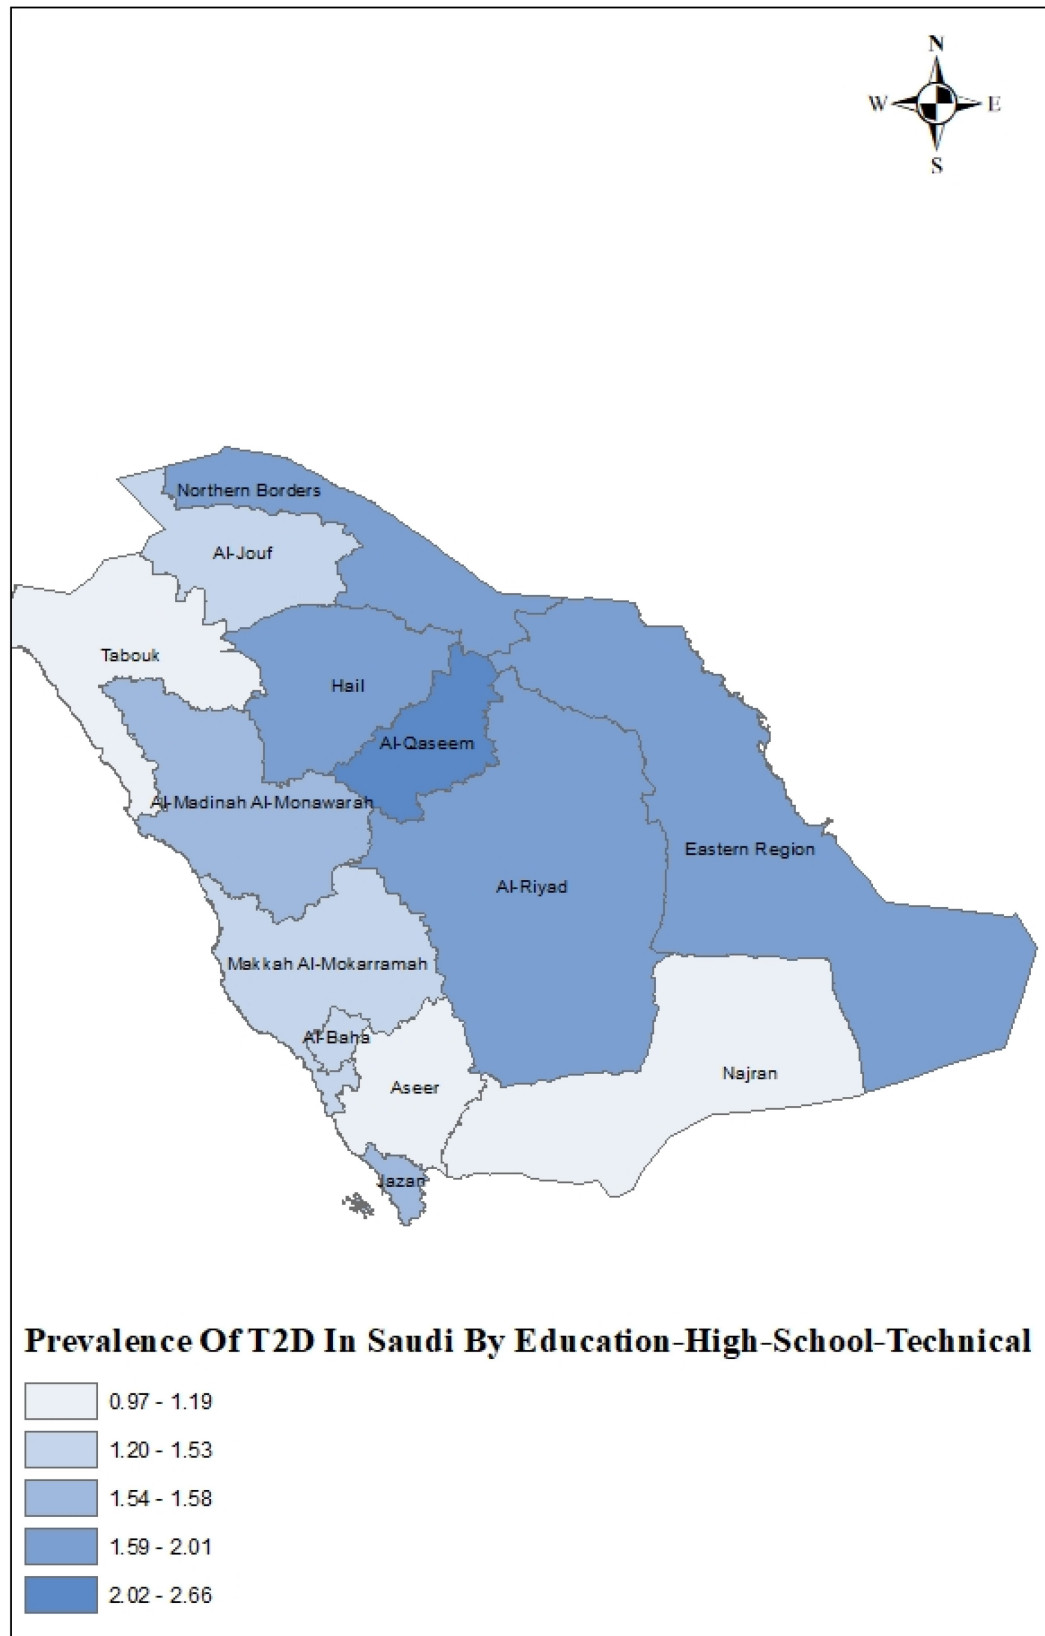 N
W E
S
Northern Borders
Al-Jouf
Tabouk
Hail
Al-Qaseem
Al-Madinah Al-Monawarah
Eastern Region
Al-Riyad
Makkah Al-Mokarramah
Al-Baha
Najran
Aseer
Jazan
Prevalence Of T2D In Saudi By Education-High-School-Technical
0.97 - 1.19
1.20 - 1.53
1.54 - 1.58
1.59 - 2.01
2.02 - 2.66